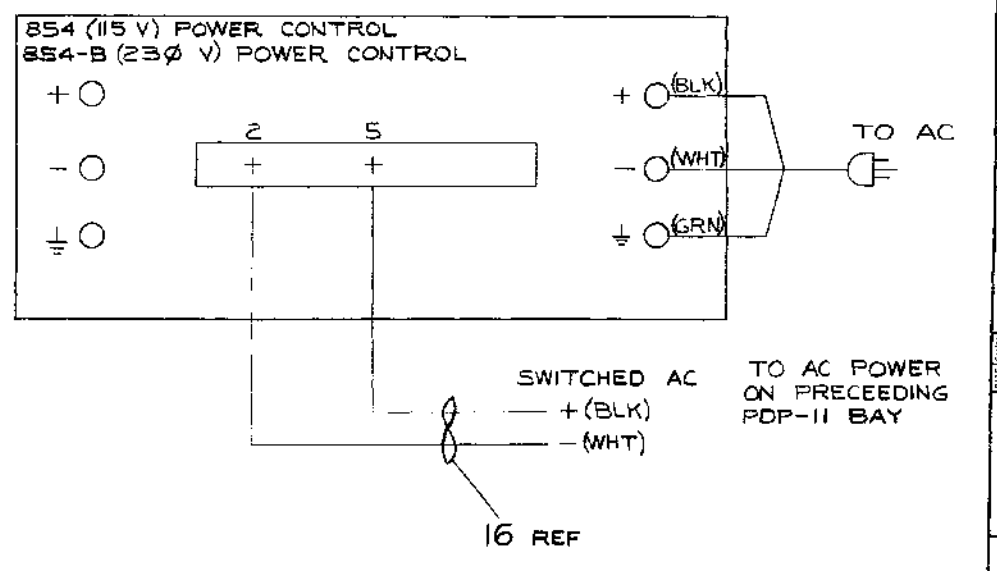 854 (115 V) POWER CONTROL
854-B (23Ø V) POWER CONTROL
+
+ (BLK)
2
5
TO AC
-
- (WHT)
+ +
(GRN)
SWITCHED AC
+ (BLK)
- (WHT)
TO AC POWER
ON PRECEEDING
PDP-11 BAY
16 REF